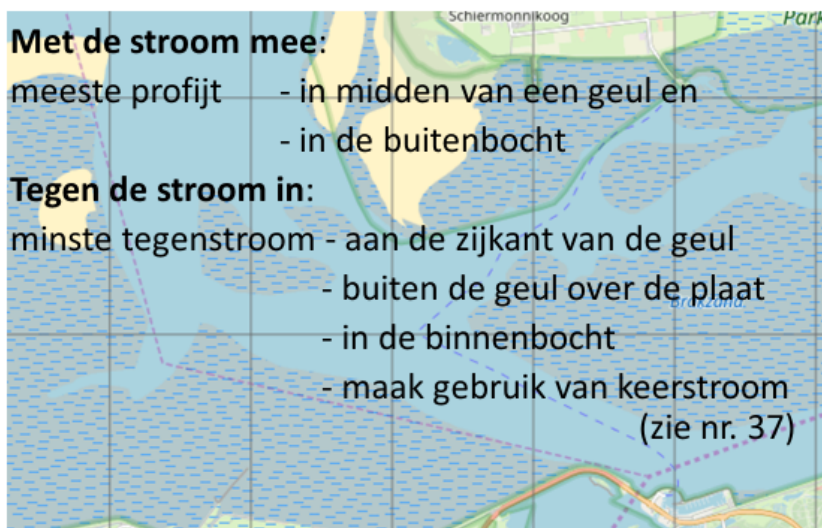 Schiermonnikoog
Park
Met de stroom mee:
meeste profijt - in midden van een geul en
- in de buitenbocht
Tegen de stroom in:
minste tegenstroom - aan de zijkant van de geul
- buiten de geul over de plaat
Brakzand
- in de binnenbocht
- maak gebruik van keerstroom
(zie nr. 37)